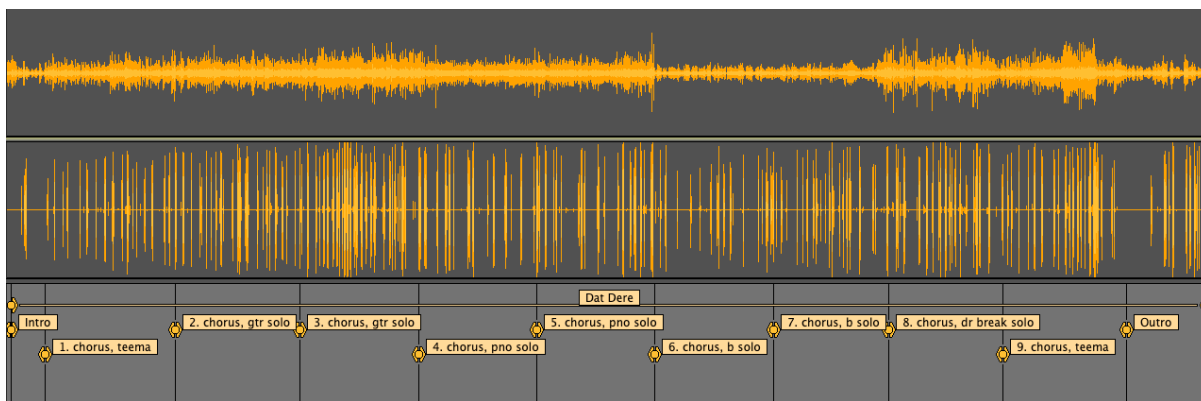 Dat Dere
Intro
1. chorus, teema
2. chorus, gtr solo
3. chorus, gtr solo
4. chorus, pno solo
5. chorus, pno solo
6. chorus, b solo
7. chorus, b solo
8. chorus, dr break solo
9. chorus, teema
Outro